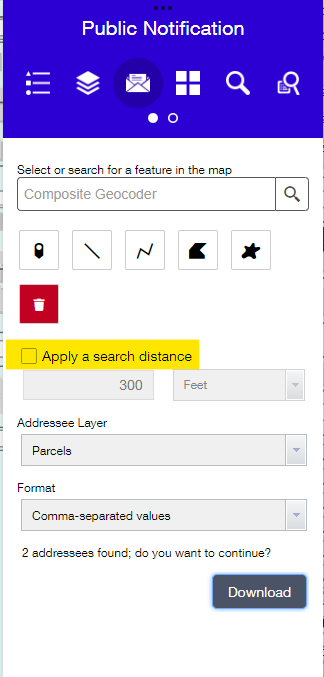 Public Notification
Select or search for a feature in the map
Composite Geocoder
Apply a search distance
300 Feet
Addressee Layer
Parcels
Format
Comma-separated values
2 addressees found; do you want to continue?
Download